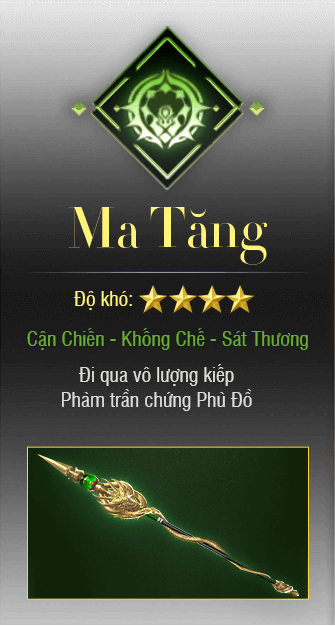 Ma Tăng
Độ khó:
Cận Chiến - Khống Chế - Sát Thương
Đi qua vô lượng kiếp
Phàm trần chứng Phù Đồ